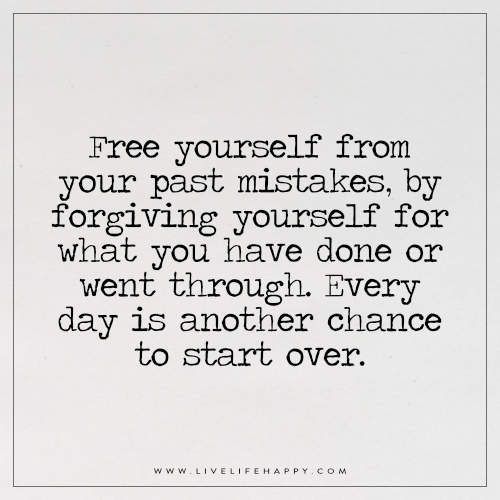 Free yourself from
your past mistakes, by
forgiving yourself for
what you have done or
went through. Every
day is another chance
to start over.
WWW.LIVELIFEHAPPY.COM